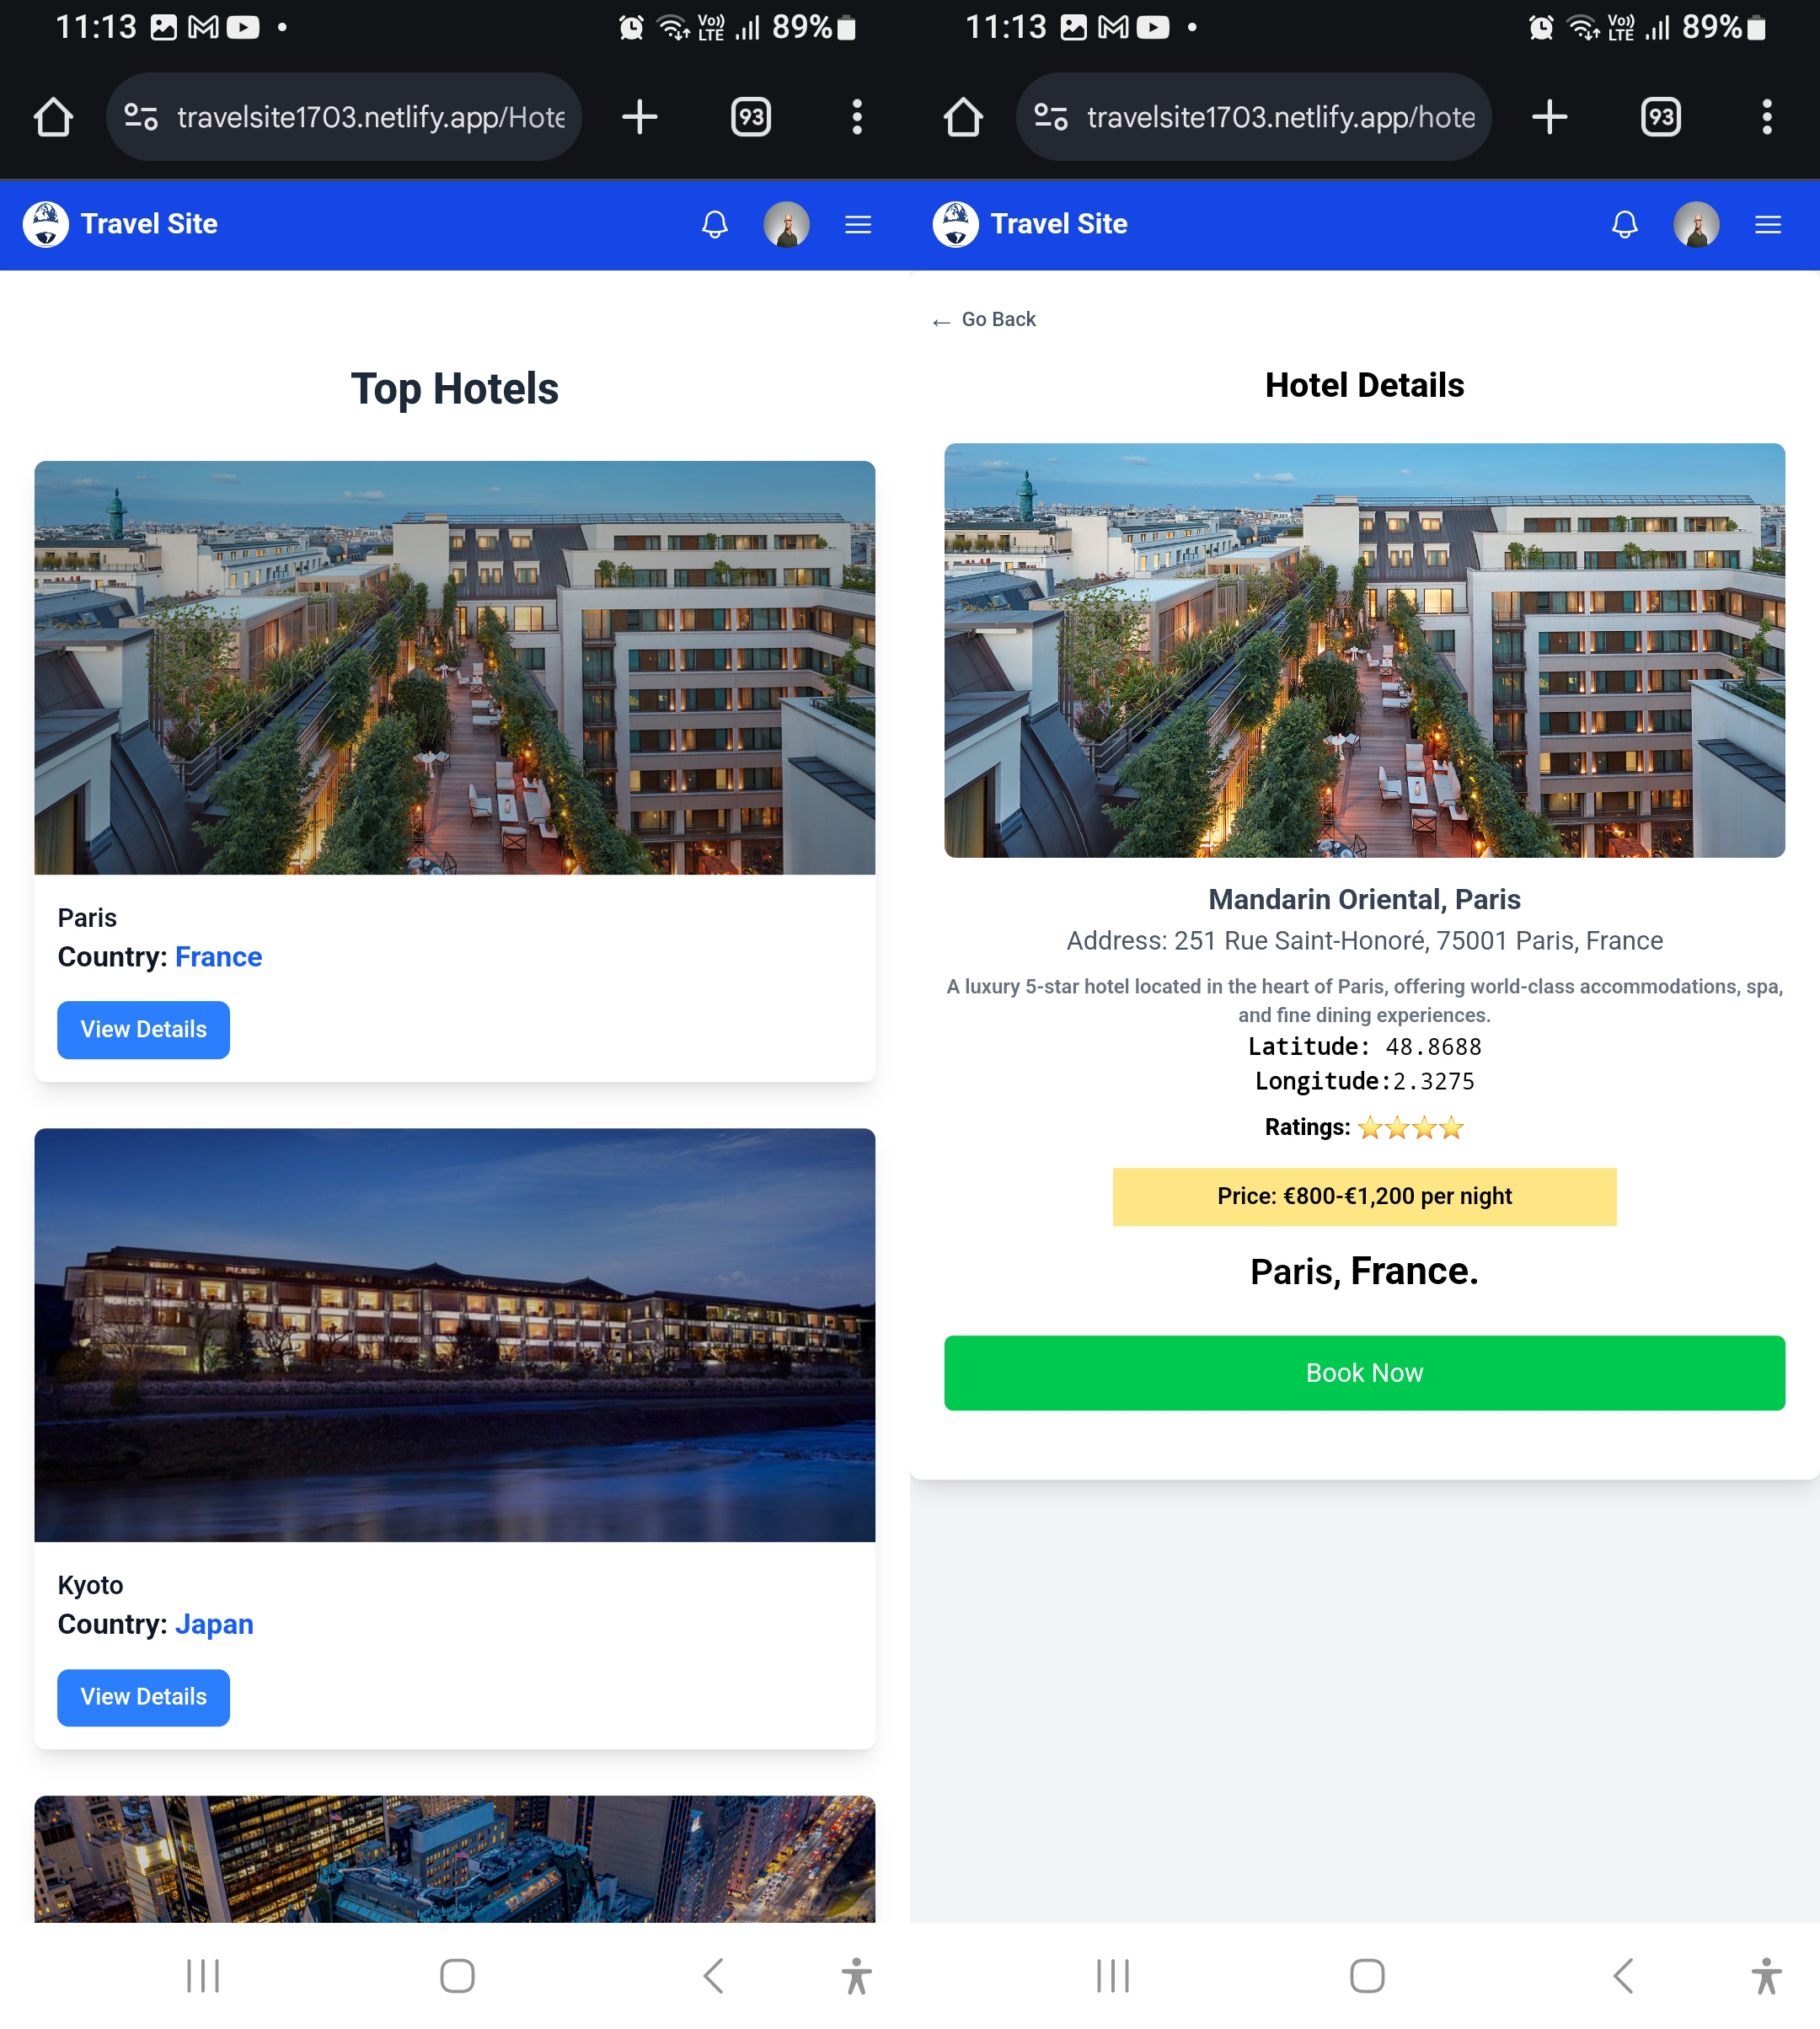 11:13
Vo))
LTE
89%
travelsite1703.netlify.app/Hote
93
Travel Site
Top Hotels
Paris
Country: France
View Details
Kyoto
Country: Japan
View Details
11:13
Vo))
LTE
89%
travelsite1703.netlify.app/hote
93
Travel Site
← Go Back
Hotel Details
Mandarin Oriental, Paris
Address: 251 Rue Saint-Honoré, 75001 Paris, France
A luxury 5-star hotel located in the heart of Paris, offering world-class accommodations, spa,
and fine dining experiences.
Latitude: 48.8688
Longitude:2.3275
Ratings: ⭐⭐⭐⭐
Price: €800-€1,200 per night
Paris, France.
Book Now